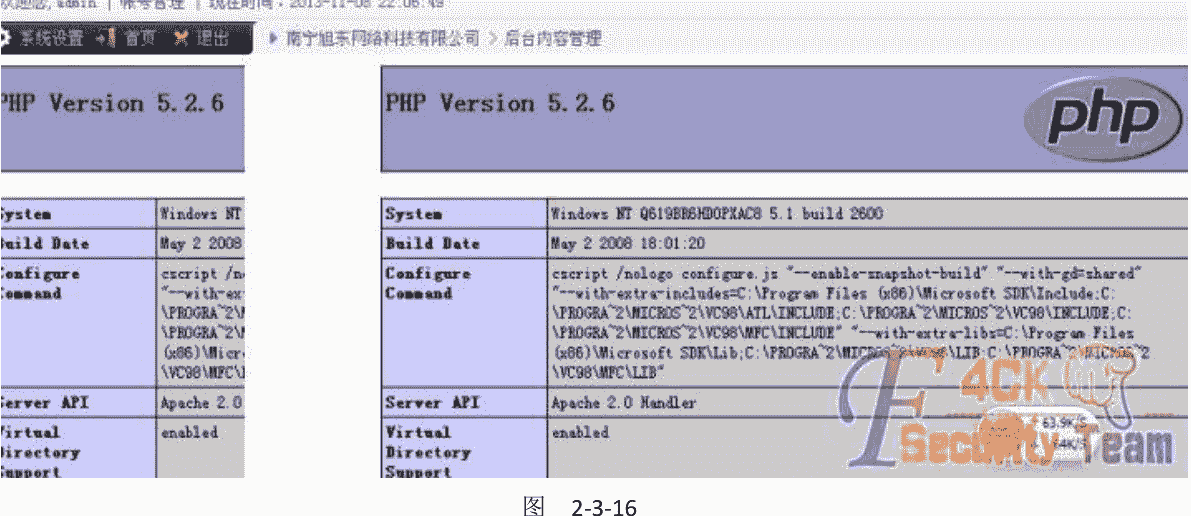 admin | 帐号管理 | 现在时间：2013-11-08 22:06:49
系统设置 首页 退出 南宁旭东网络科技有限公司 > 后台内容管理
PHP Version 5.2.6
System Windows NT
Build Date May 2 2008
Configure Command cscript /n
"--with-ex
\PROGRA~2\M
\PROGRA~2\M
(x86)\Micr
\VC98\MFC\L
Server API Apache 2.0
Virtual Directory Support enabled
PHP Version 5.2.6
php
System Windows NT Q619BR6HDOPXAC8 5.1 build 2600
Build Date May 2 2008 18:01:20
Configure Command cscript /nologo configure.js "--enable-snapshot-build" "--with-gd=shared"
"--with-extra-includes=C:\Program Files (x86)\Microsoft SDK\Include;C:
\PROGRA~2\MICROS~2\VC98\ATL\INCLUDE;C:\PROGRA~2\MICROS~2\VC98\INCLUDE;C:
\PROGRA~2\MICROS~2\VC98\MFC\INCLUDE" "--with-extra-libs=C:\Program Files
(x86)\Microsoft SDK\Lib;C:\PROGRA~2\MICROS~2\VC98\LIB;C:\PROGRA~2\MICROS~2
\VC98\MFC\LIB"
Server API Apache 2.0 Handler
Virtual Directory Support enabled
F4CK
Security Team
63.9K/S
图 2-3-16